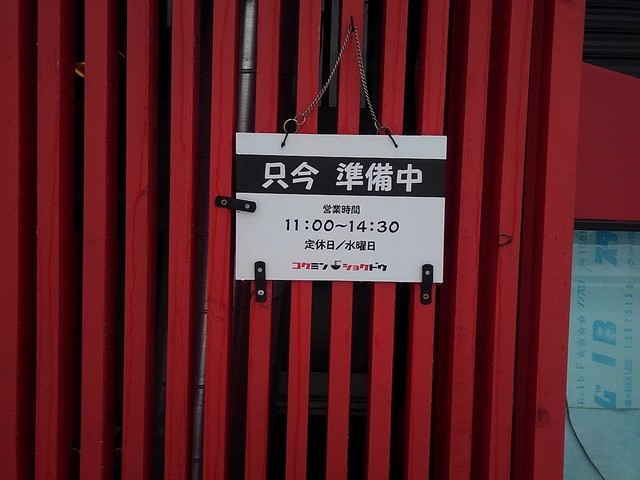 只今 準備中
営業時間
11:00~14:30
定休日/水曜日
コクミンショクドウ